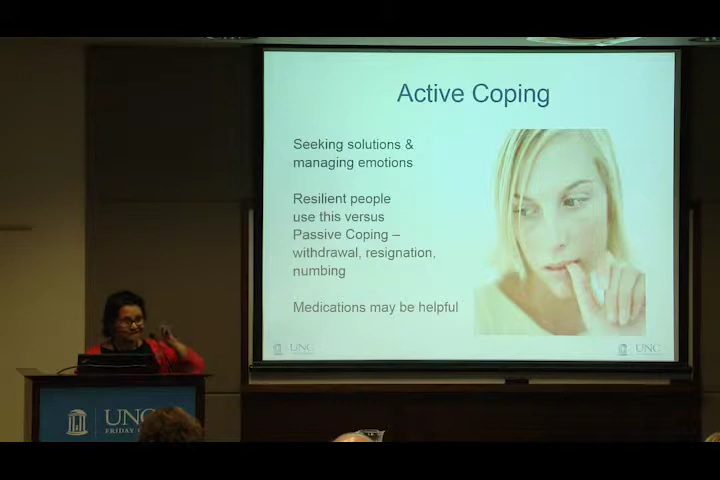 Active Coping
Seeking solutions &
managing emotions
Resilient people
use this versus
Passive Coping –
withdrawal, resignation,
numbing
Medications may be helpful
UNC
UNC
UNC
FRIDAY